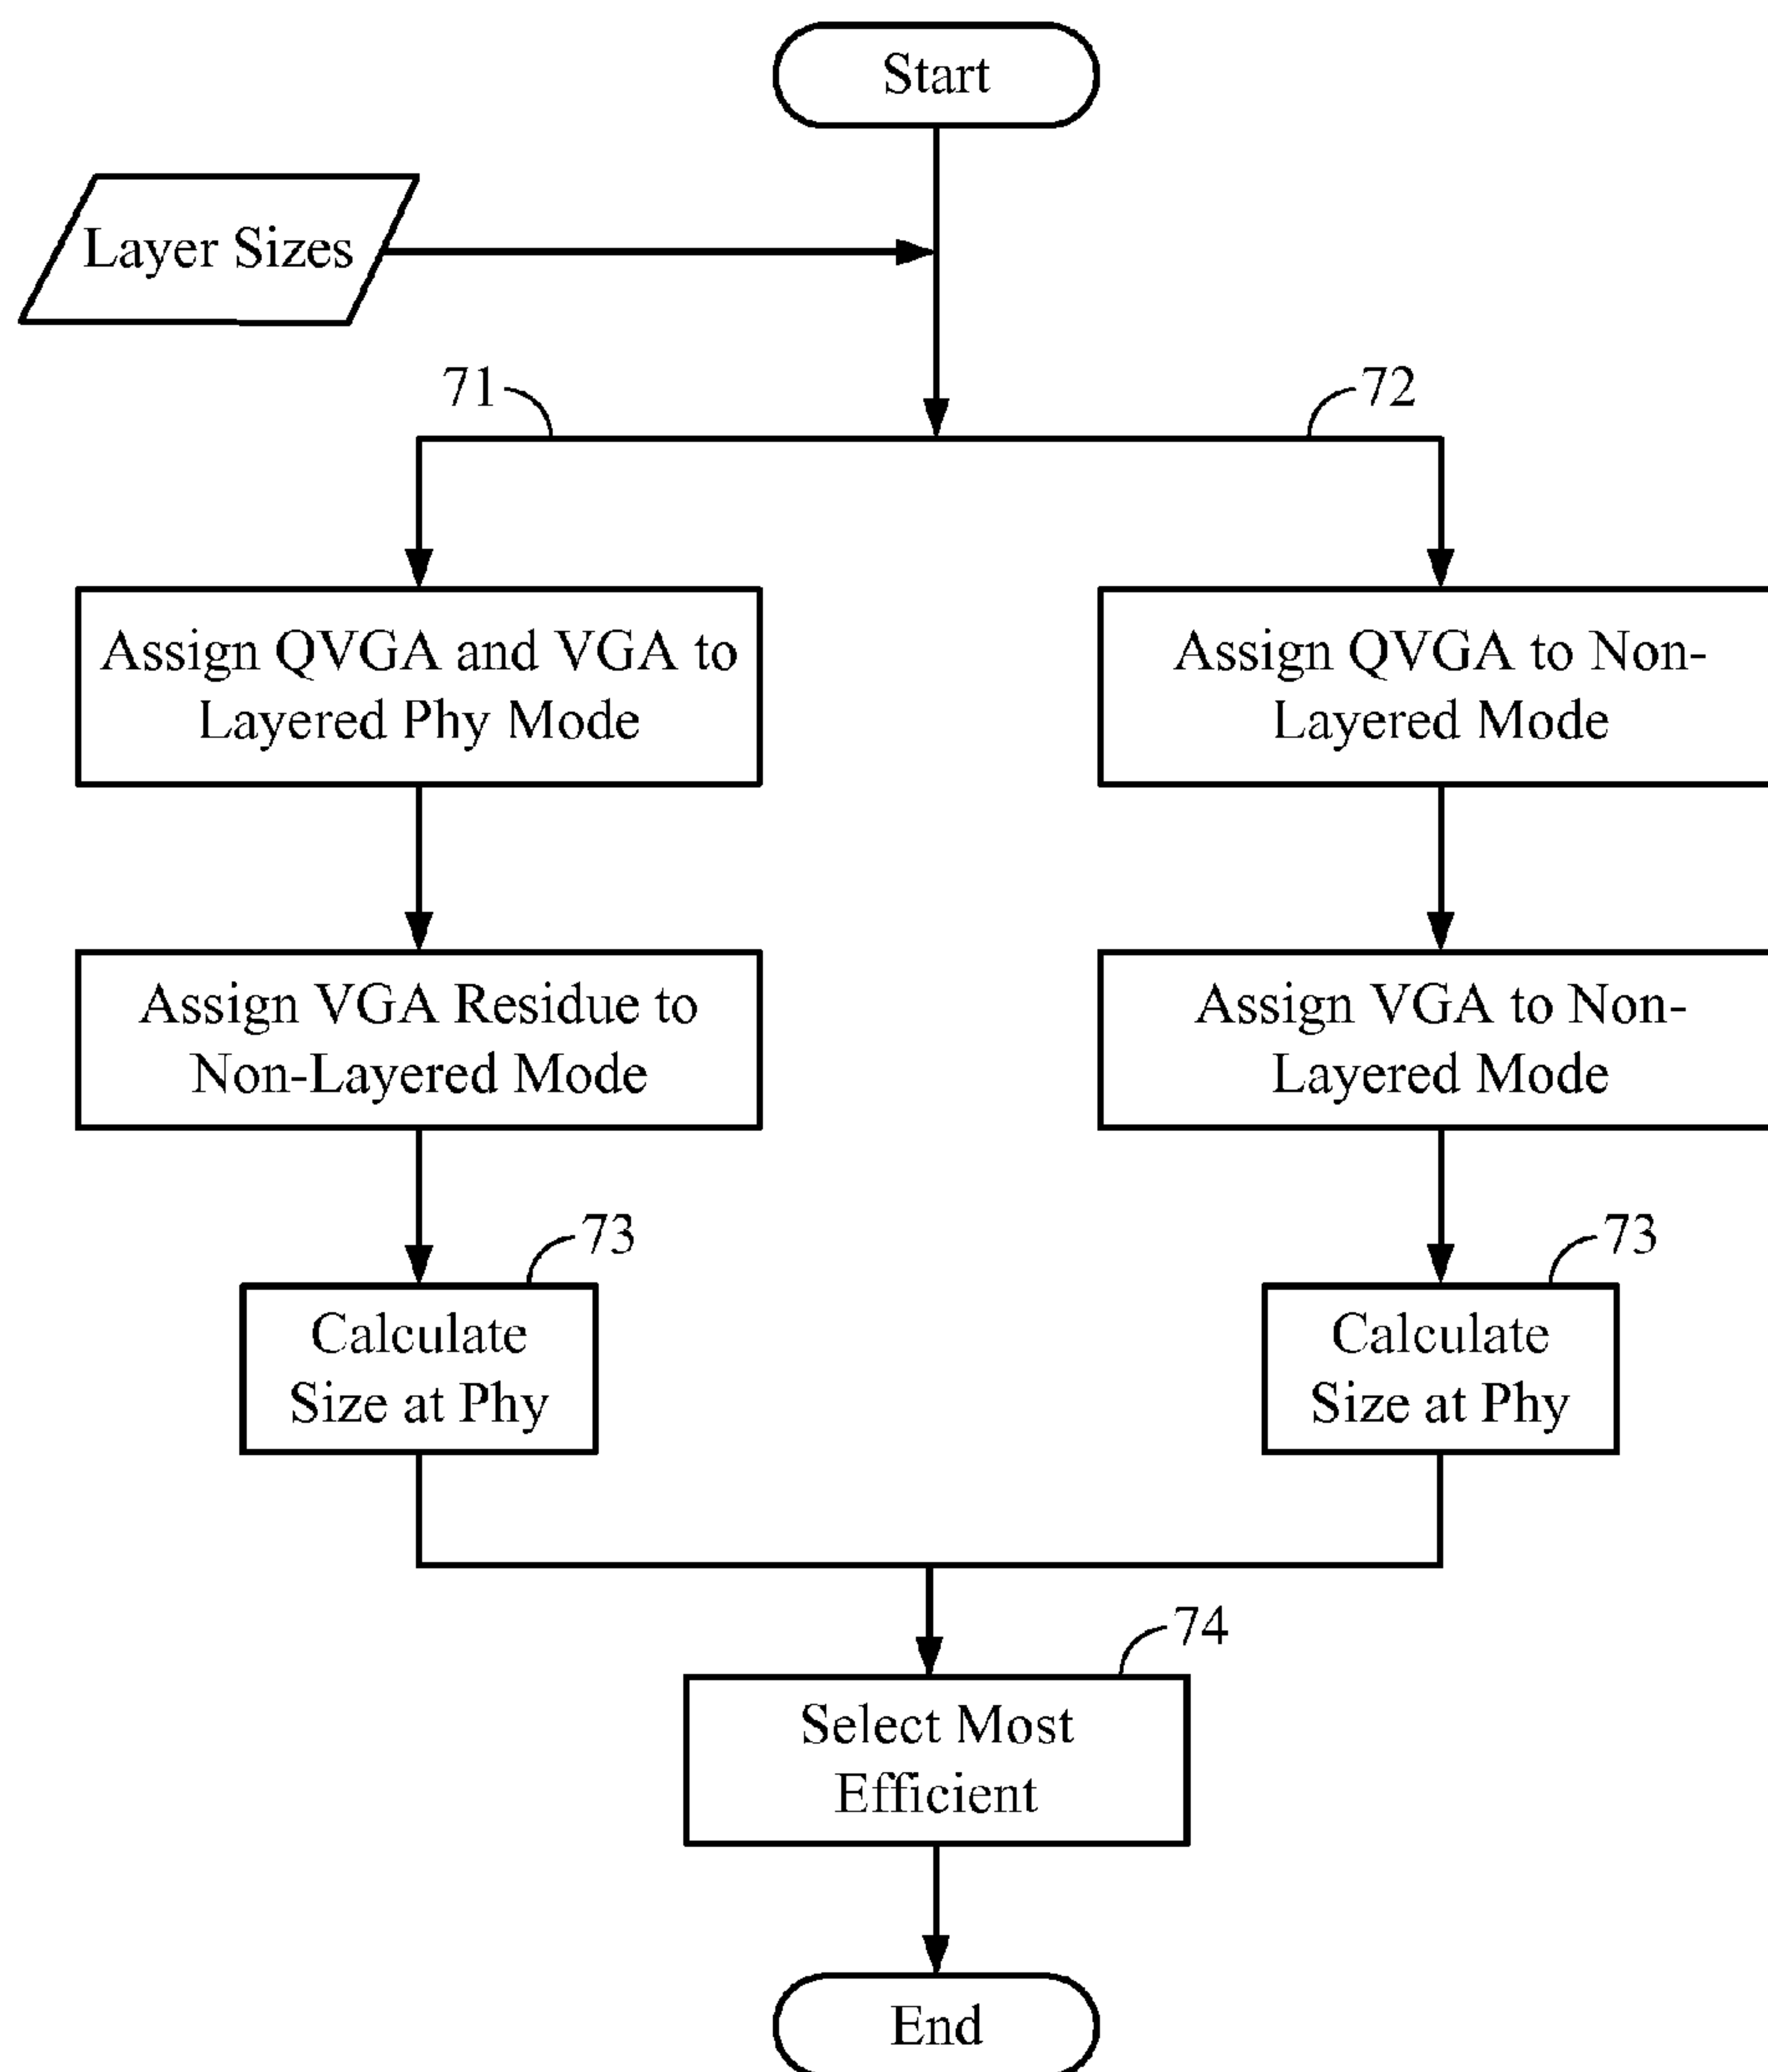 Start
Layer Sizes
71
72
Assign QVGA and VGA to
Layered Phy Mode
Assign QVGA to Non-
Layered Mode
Assign VGA Residue to
Non-Layered Mode
Assign VGA to Non-
Layered Mode
73
73
Calculate
Size at Phy
Calculate
Size at Phy
74
Select Most
Efficient
End